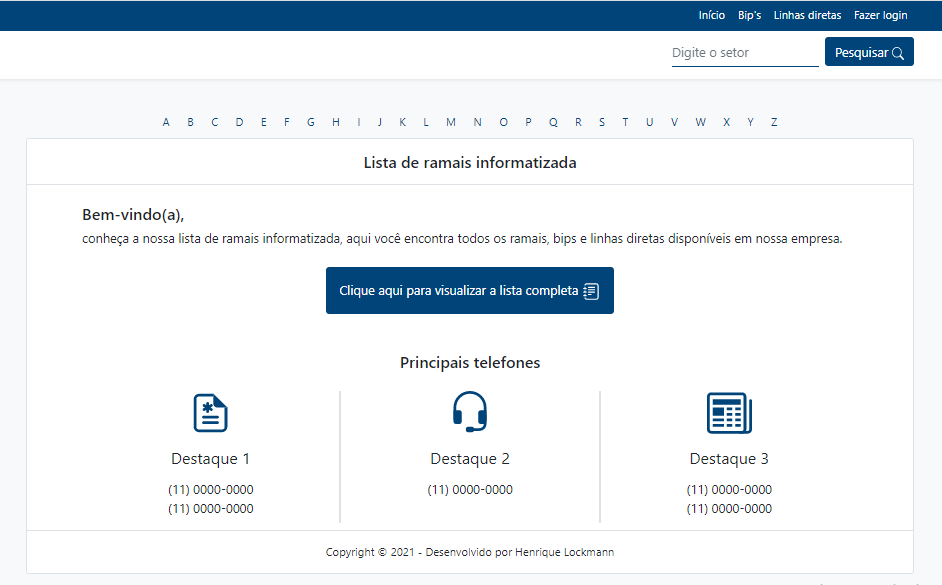 Início Bip's Linhas diretas Fazer login
Digite o setor Pesquisar
A B C D E F G H I J K L M N O P Q R S T U V W X Y Z
Lista de ramais informatizada
Bem-vindo(a),
conheça a nossa lista de ramais informatizada, aqui você encontra todos os ramais, bips e linhas diretas disponíveis em nossa empresa.
Clique aqui para visualizar a lista completa
Principais telefones
Destaque 1 Destaque 2 Destaque 3
(11) 0000-0000 (11) 0000-0000 (11) 0000-0000
(11) 0000-0000 (11) 0000-0000
Copyright © 2021 - Desenvolvido por Henrique Lockmann